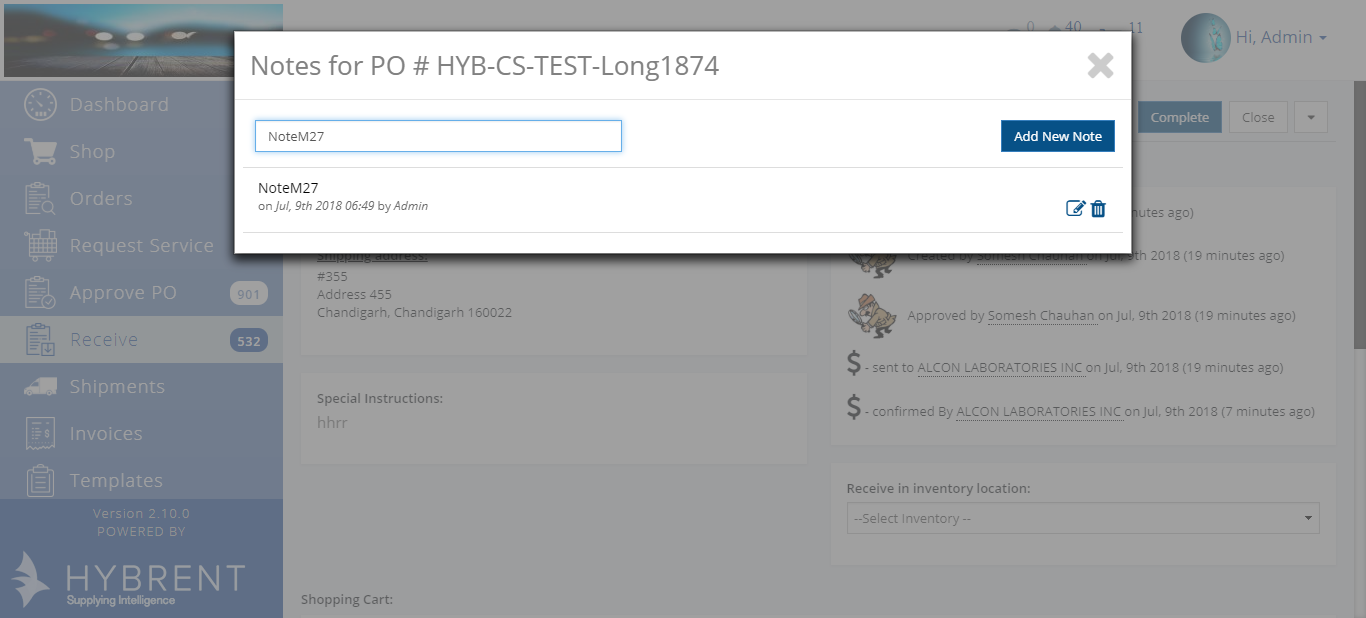 0 40 11
Hi, Admin
Notes for PO # HYB-CS-TEST-Long1874
NoteM27
Add New Note
NoteM27
on Jul, 9th 2018 06:49 by Admin
Dashboard
Shop
Orders
Request Service
Approve PO 901
Receive 532
Shipments
Invoices
Templates
Version 2.10.0
POWERED BY
HYBRENT
Supplying Intelligence
Complete
Close
Shipping address:
#355
Address 455
Chandigarh, Chandigarh 160022
Special Instructions:
hhrr
ago)
Created by Somesh Chauhan on Jul, 9th 2018 (19 minutes ago)
Approved by Somesh Chauhan on Jul, 9th 2018 (19 minutes ago)
$ - sent to ALCON LABORATORIES INC on Jul, 9th 2018 (19 minutes ago)
$ - confirmed By ALCON LABORATORIES INC on Jul, 9th 2018 (7 minutes ago)
Receive in inventory location:
--Select Inventory --
Shopping Cart: